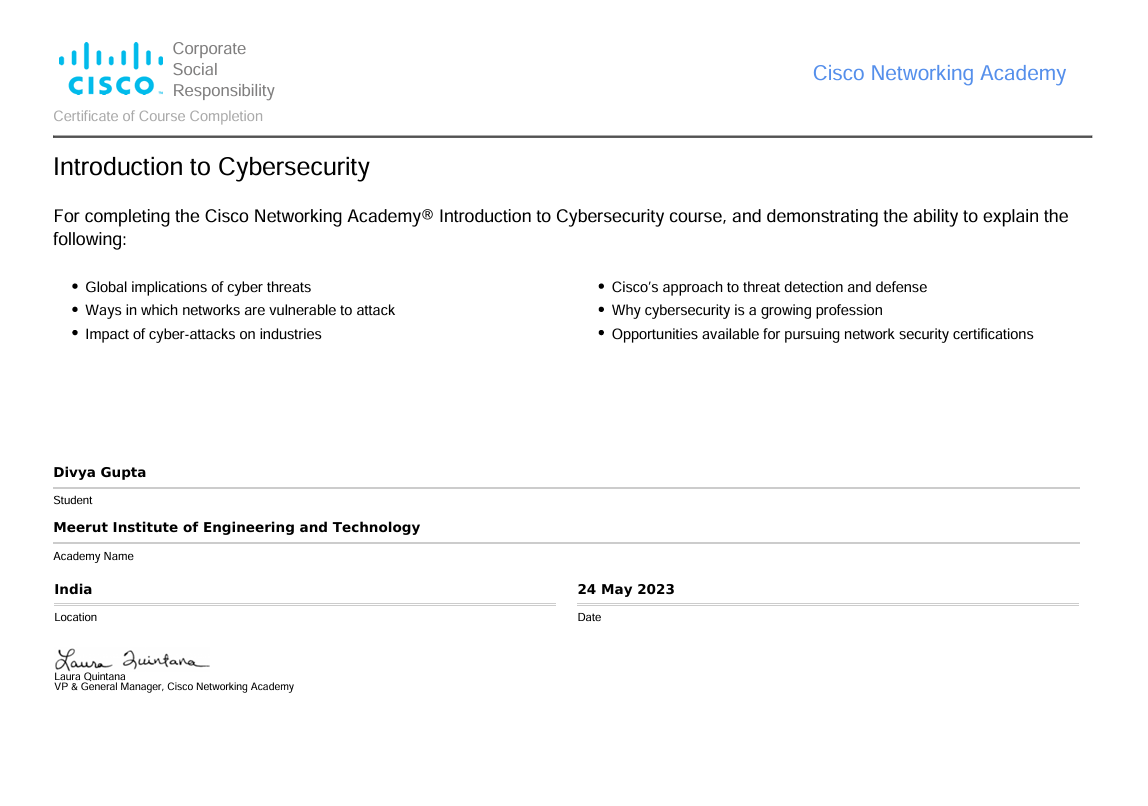 Corporate
Social
Responsibility
CISCO™
Cisco Networking Academy
Certificate of Course Completion
Introduction to Cybersecurity
For completing the Cisco Networking Academy® Introduction to Cybersecurity course, and demonstrating the ability to explain the
following:
• Global implications of cyber threats
• Ways in which networks are vulnerable to attack
• Impact of cyber-attacks on industries
• Cisco’s approach to threat detection and defense
• Why cybersecurity is a growing profession
• Opportunities available for pursuing network security certifications
Divya Gupta
Student
Meerut Institute of Engineering and Technology
Academy Name
India
Location
24 May 2023
Date
Laura Quintana
Laura Quintana
VP & General Manager, Cisco Networking Academy